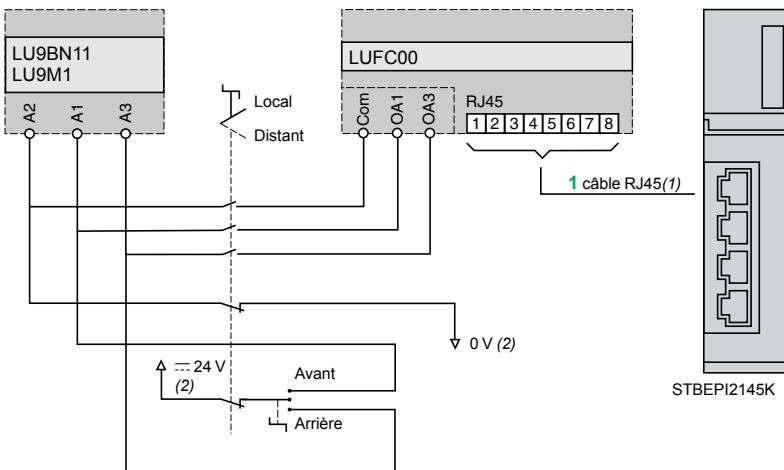 LU9BN11
LU9M1
A2
A1
A3
Local
Distant
LUFC00
Com
OA1
OA3
RJ45
1 2 3 4 5 6 7 8
1 câble RJ45(1)
0 V (2)
24 V
(2)
Avant
Arrière
STBEPI2145K